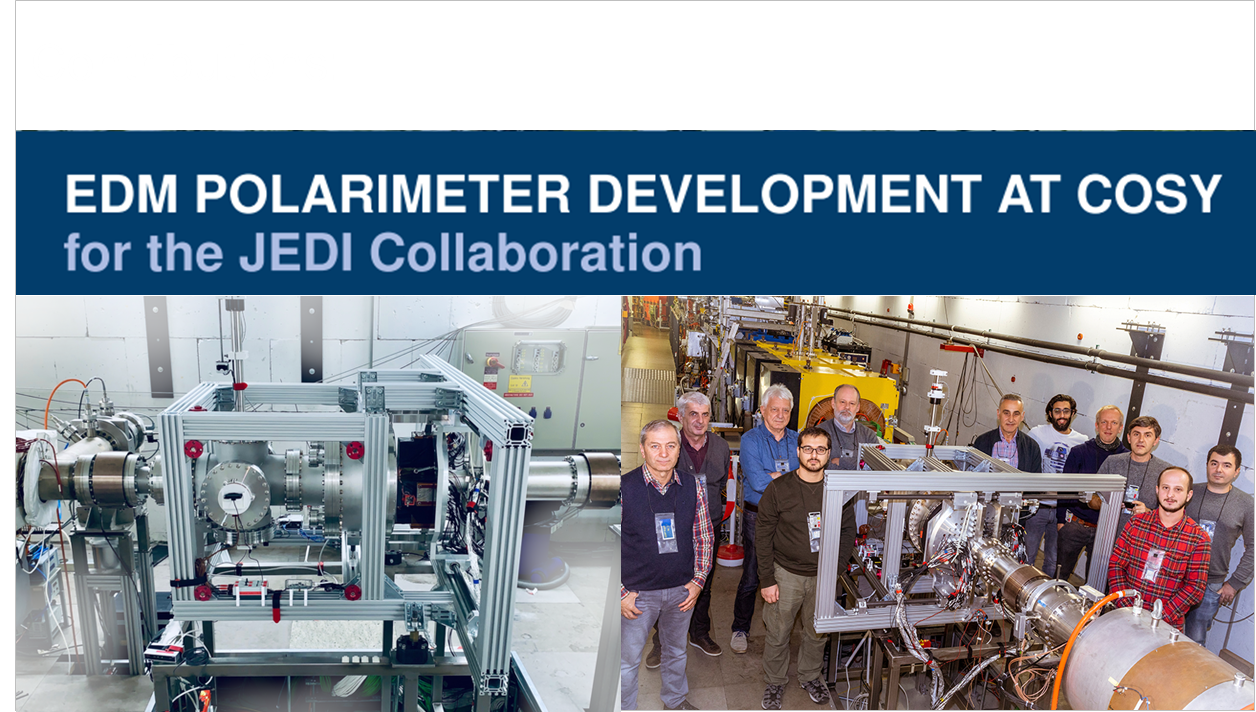 EDM POLARIMETER DEVELOPMENT AT COSY
for the JEDI Collaboration